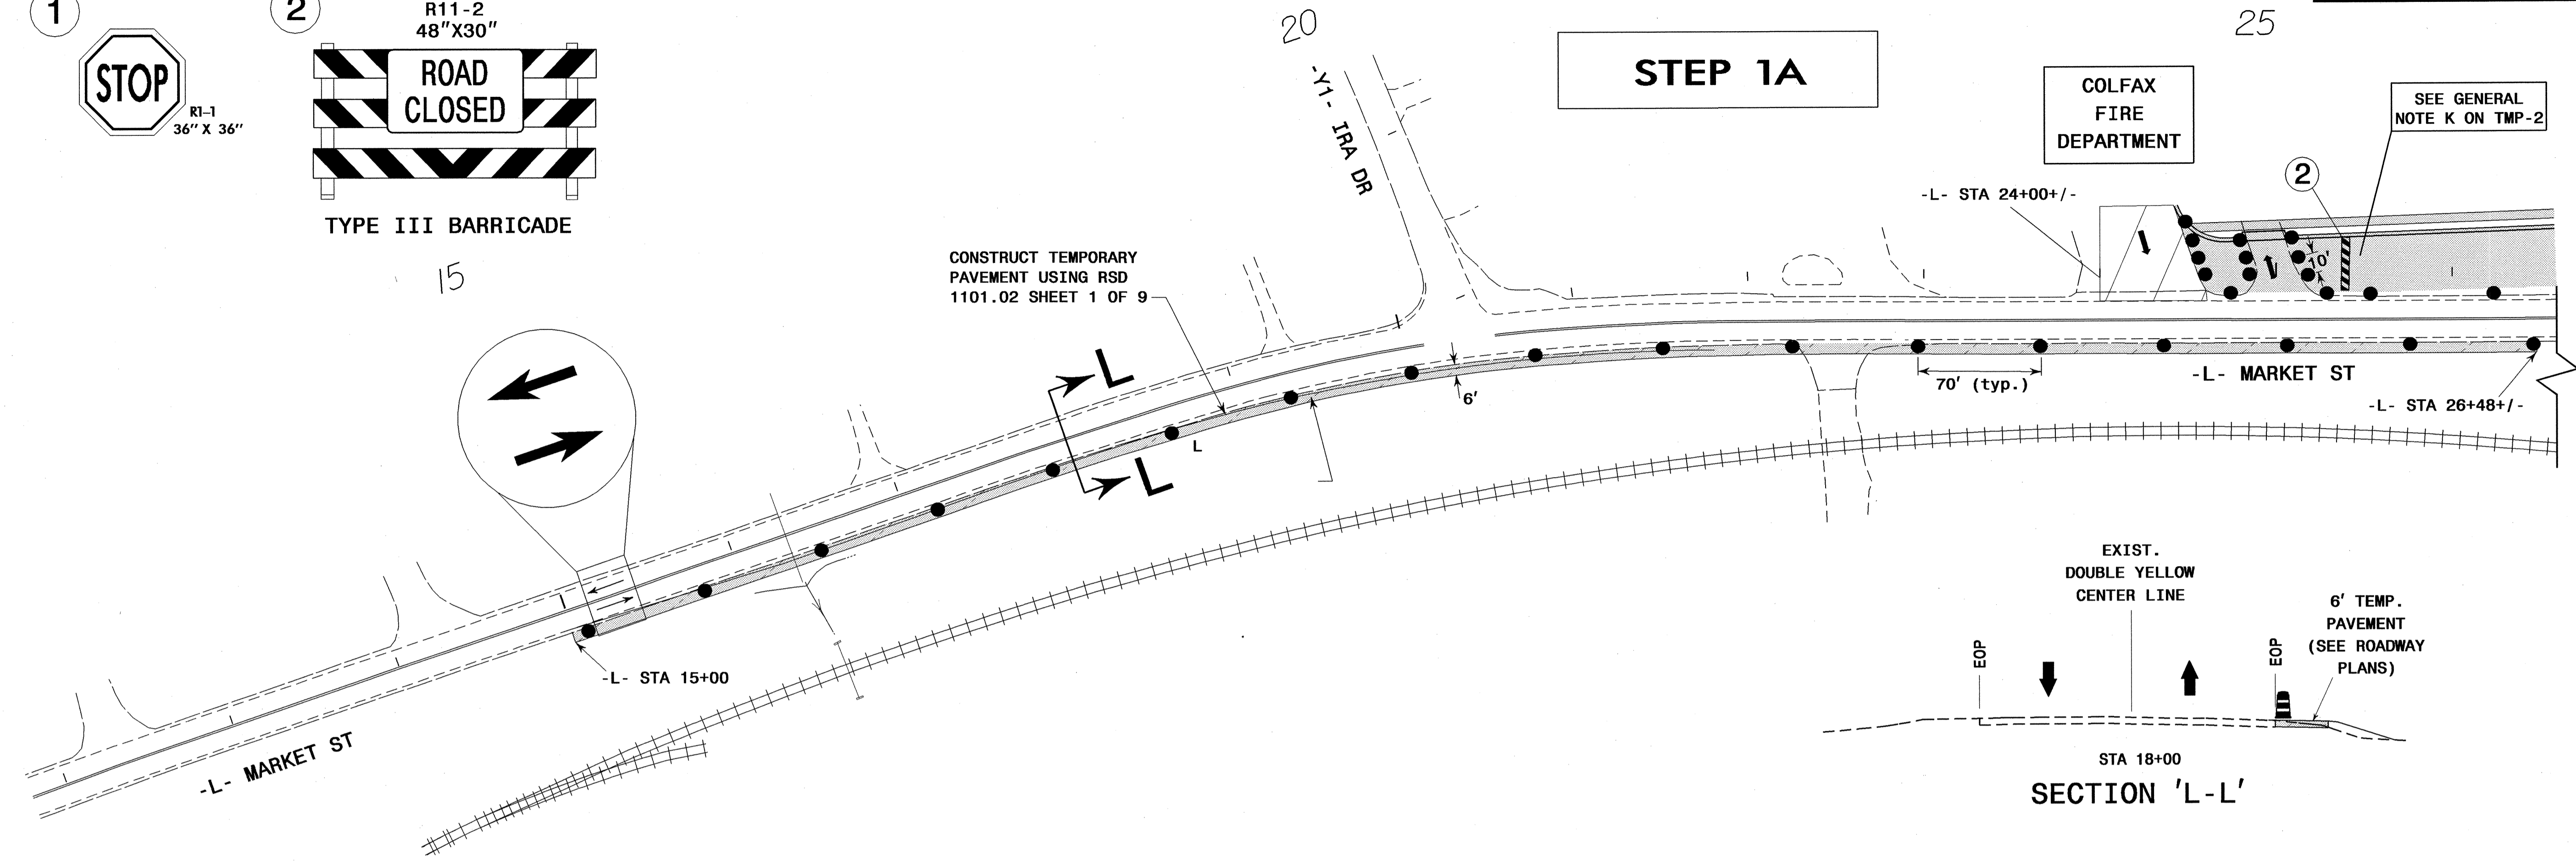 1
STOP
R1-1
36" X 36"
2
R11-2
48"X30"
ROAD
CLOSED
TYPE III BARRICADE
15
20
25
STEP 1A
-Y1- IRA DR
COLFAX
FIRE
DEPARTMENT
SEE GENERAL
NOTE K ON TMP-2
2
-L- STA 24+00+/-
10'
CONSTRUCT TEMPORARY
PAVEMENT USING RSD
1101.02 SHEET 1 OF 9
L
L
L
6'
70' (typ.)
-L- MARKET ST
-L- STA 26+48+/-
-L- STA 15+00
-L- MARKET ST
EXIST.
DOUBLE YELLOW
CENTER LINE
6' TEMP.
PAVEMENT
(SEE ROADWAY
PLANS)
EOP
EOP
STA 18+00
SECTION 'L-L'